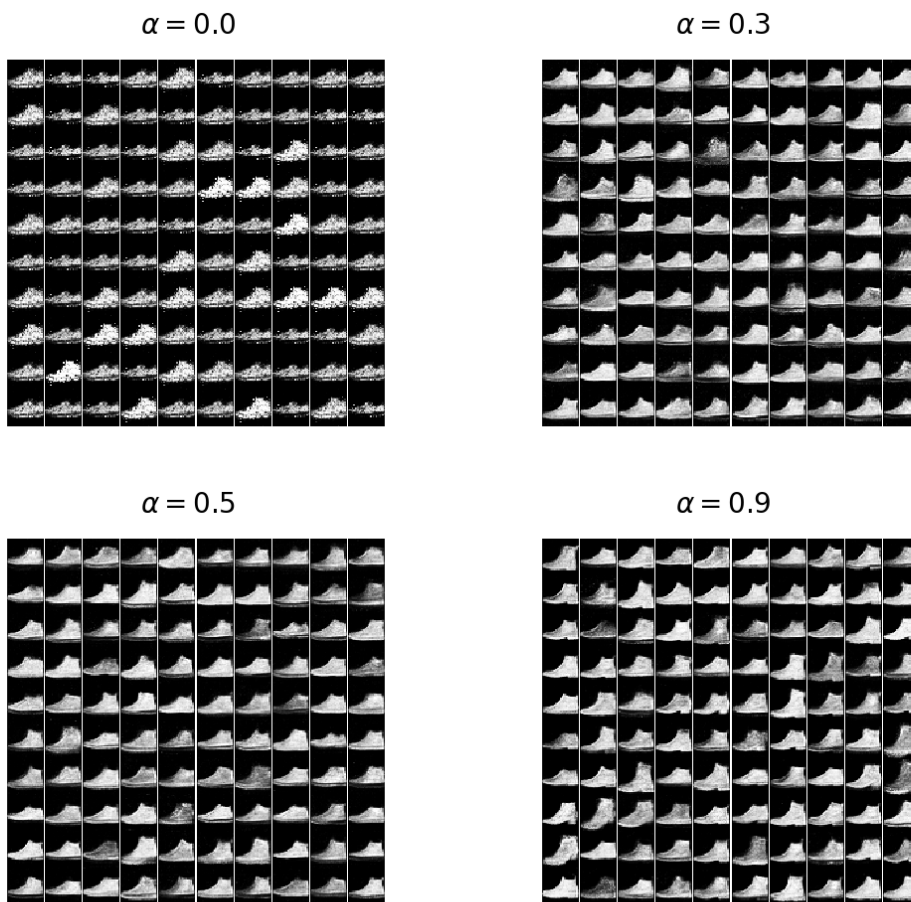 α = 0.0
α = 0.3
α = 0.5
α = 0.9